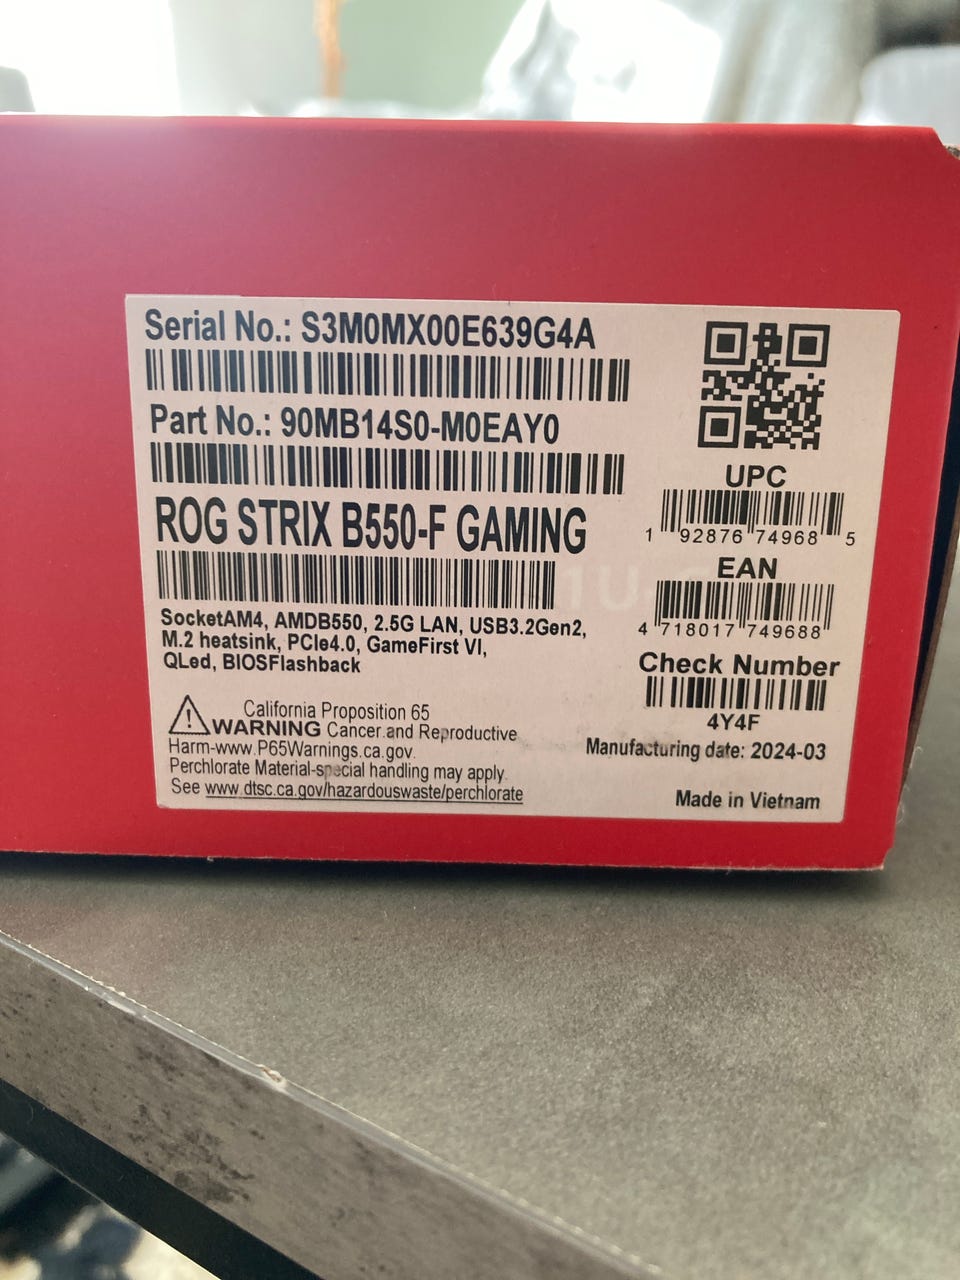 Serial No.: S3M0MX00E639G4A
Part No.: 90MB14S0-M0EAY0
ROG STRIX B550-F GAMING
SocketAM4, AMDB550, 2.5G LAN, USB3.2Gen2,
M.2 heatsink, PCIe4.0, GameFirst VI,
QLed, BIOSFlashback
California Proposition 65
WARNING Cancer and Reproductive
Harm-www.P65Warnings.ca.gov.
Perchlorate Material-special handling may apply.
See www.dtsc.ca.gov/hazardouswaste/perchlorate
UPC
1 92876 74968 5
EAN
4 718017 749688
Check Number
4Y4F
Manufacturing date: 2024-03
Made in Vietnam